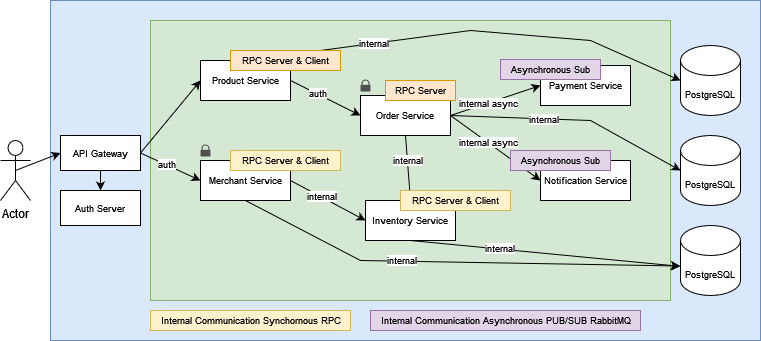 internal
RPC Server & Client
Product Service
Asynchronous Sub
Payment Service
PostgreSQL
auth
RPC Server
Order Service
internal async
internal
internal async
API Gateway
auth
RPC Server & Client
Merchant Service
internal
Asynchronous Sub
Notification Service
PostgreSQL
Actor
Auth Server
internal
RPC Server & Client
Inventory Service
internal
internal
PostgreSQL
Internal Communication Synchornous RPC
Internal Communication Asynchronous PUB/SUB RabbitMQ